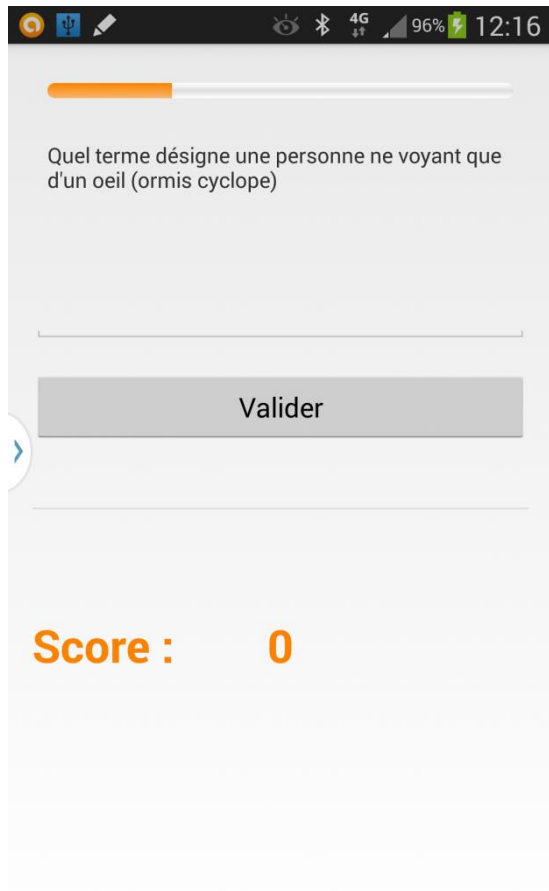 4G 96% 12:16
Quel terme désigne une personne ne voyant que
d'un oeil (ormis cyclope)
Valider
Score : 0